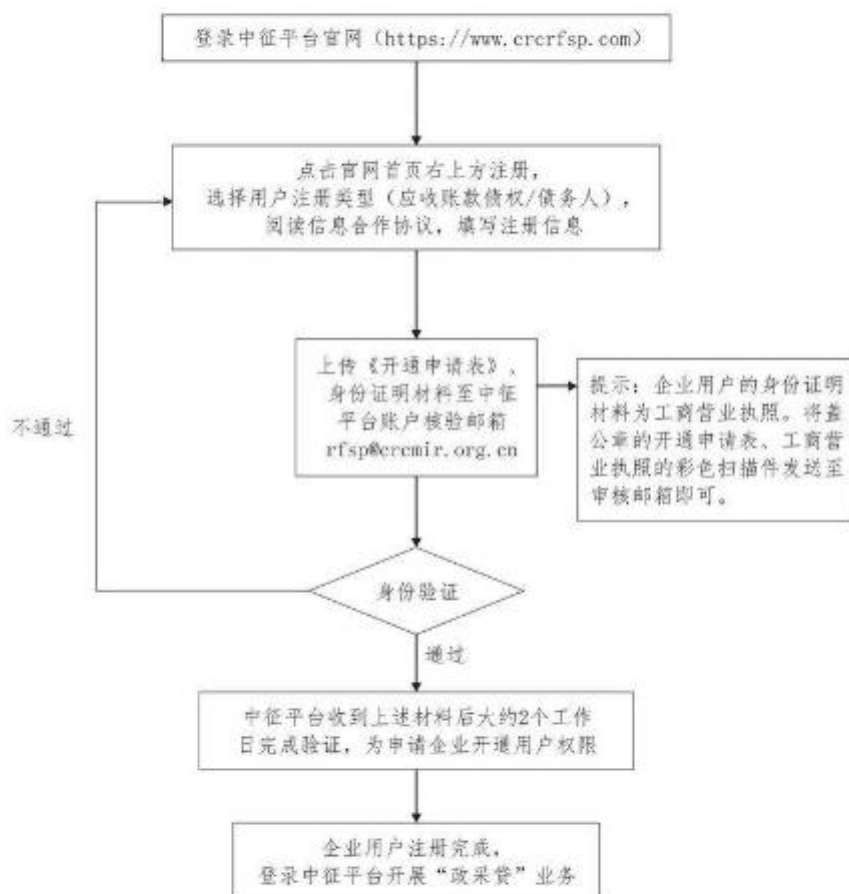 登录中征平台官网（https://www.crcrfsp.com）
点击官网首页右上方注册，
选择用户注册类型（应收账款债权/债务人），
阅读信息合作协议，填写注册信息
上传《开通申请表》、
身份证明材料至中征
平台账户核验邮箱
rfsp@crcmir.org.cn
提示：企业用户的身份证明
材料为工商营业执照。将盖
公章的开通申请表、工商营
业执照的彩色扫描件发送至
审核邮箱即可。
不通过
身份验证
通过
中征平台收到上述材料后大约2个工作
日完成验证，为申请企业开通用户权限
企业用户注册完成，
登录中征平台开展“政采贷”业务